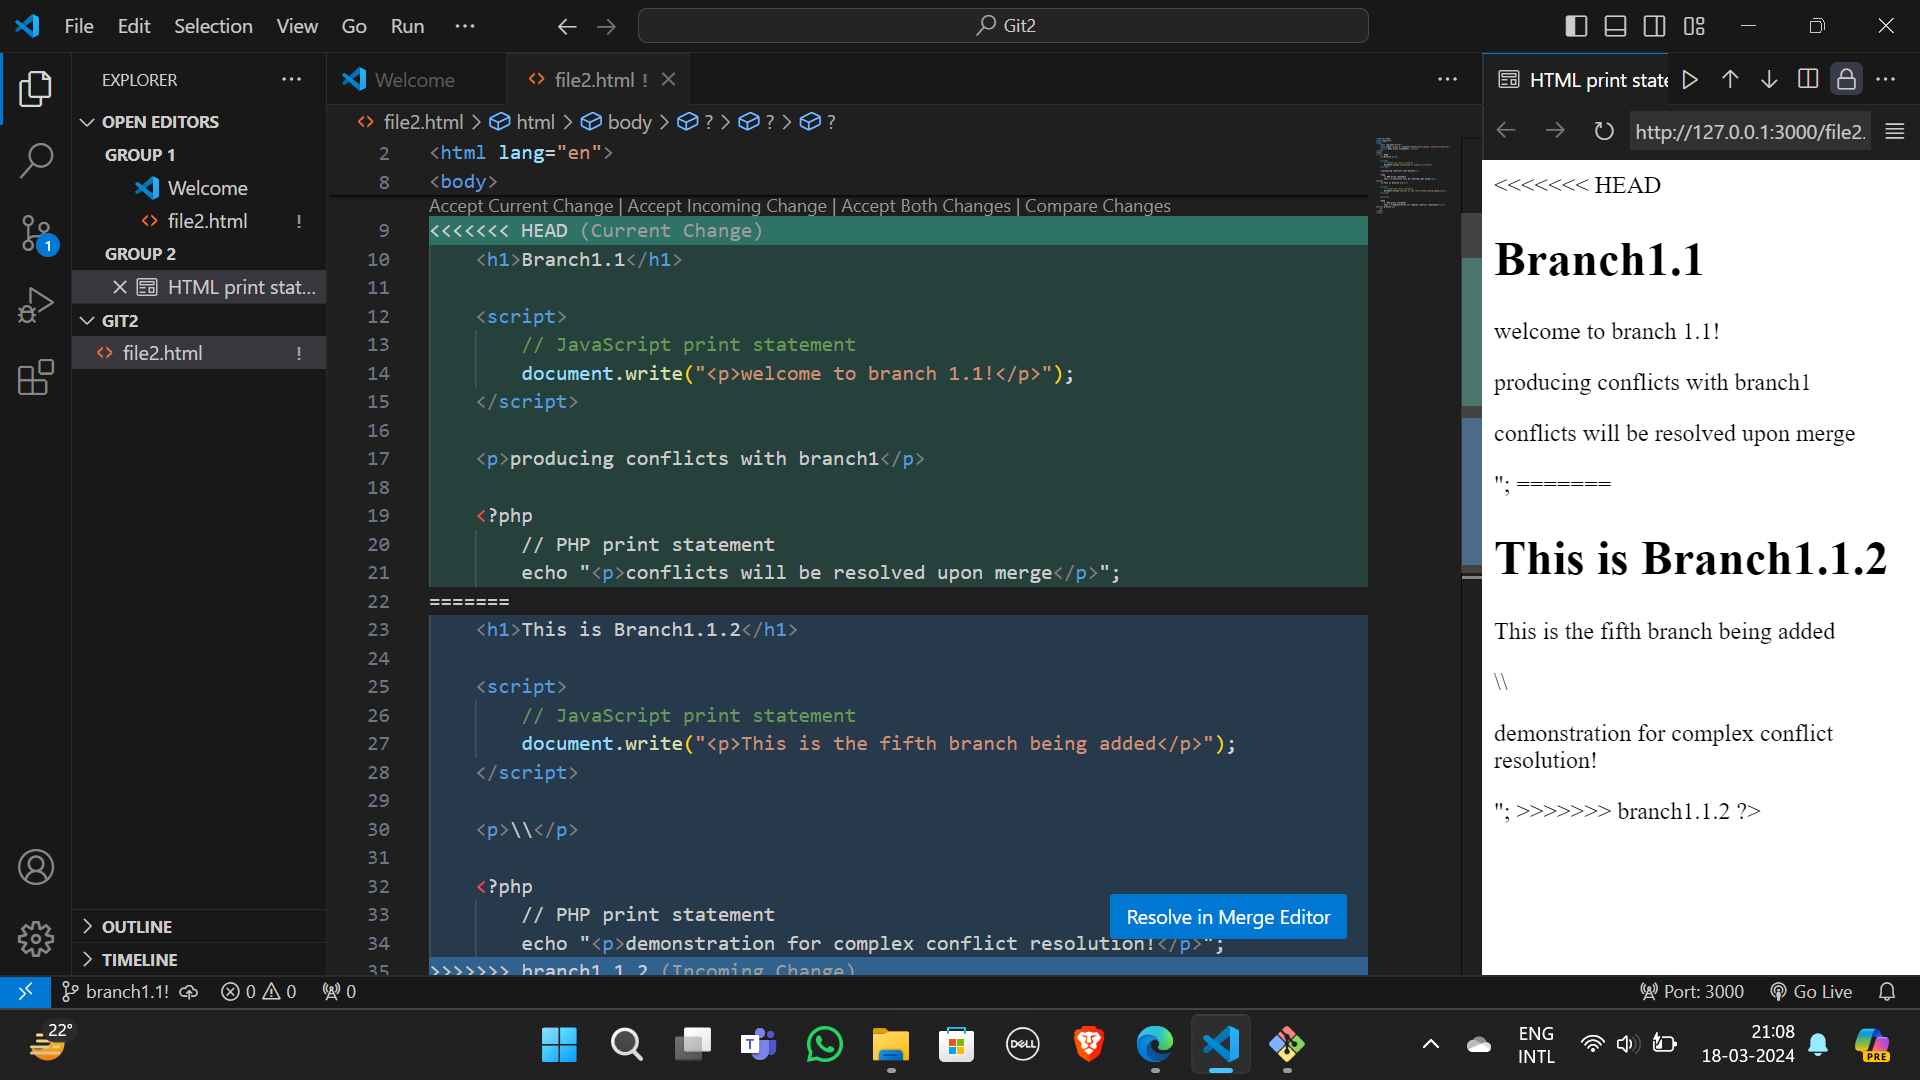 File Edit Selection View Go Run ··· Git2
EXPLORER ···
OPEN EDITORS
GROUP 1
Welcome
file2.html !
GROUP 2
HTML print stat...
GIT2
file2.html !
OUTLINE
TIMELINE
1
Welcome file2.html ! ···
file2.html > html > body > ? > ? > ?
2 <html lang="en">
8 <body>
Accept Current Change | Accept Incoming Change | Accept Both Changes | Compare Changes
9 <<<<<<< HEAD (Current Change)
10 <h1>Branch1.1</h1>
11
12 <script>
13 // JavaScript print statement
14 document.write("<p>welcome to branch 1.1!</p>");
15 </script>
16
17 <p>producing conflicts with branch1</p>
18
19 <?php
20 // PHP print statement
21 echo "<p>conflicts will be resolved upon merge</p>";
22 =======
23 <h1>This is Branch1.1.2</h1>
24
25 <script>
26 // JavaScript print statement
27 document.write("<p>This is the fifth branch being added</p>");
28 </script>
29
30 <p>\\</p>
31
32 <?php
33 // PHP print statement
34 echo "<p>demonstration for complex conflict resolution!</p>";
35 >>>>>>> branch1.1.2 (Incoming Change)
Resolve in Merge Editor
HTML print state
http://127.0.0.1:3000/file2.
<<<<<<< HEAD
Branch1.1
welcome to branch 1.1!
producing conflicts with branch1
conflicts will be resolved upon merge
"; =======
This is Branch1.1.2
This is the fifth branch being added
\\
demonstration for complex conflict
resolution!
"; >>>>>>> branch1.1.2 ?>
branch1.1! 0 0 0 Port: 3000 Go Live
22°
T
DELL
ENG
INTL
21:08
18-03-2024
PRE